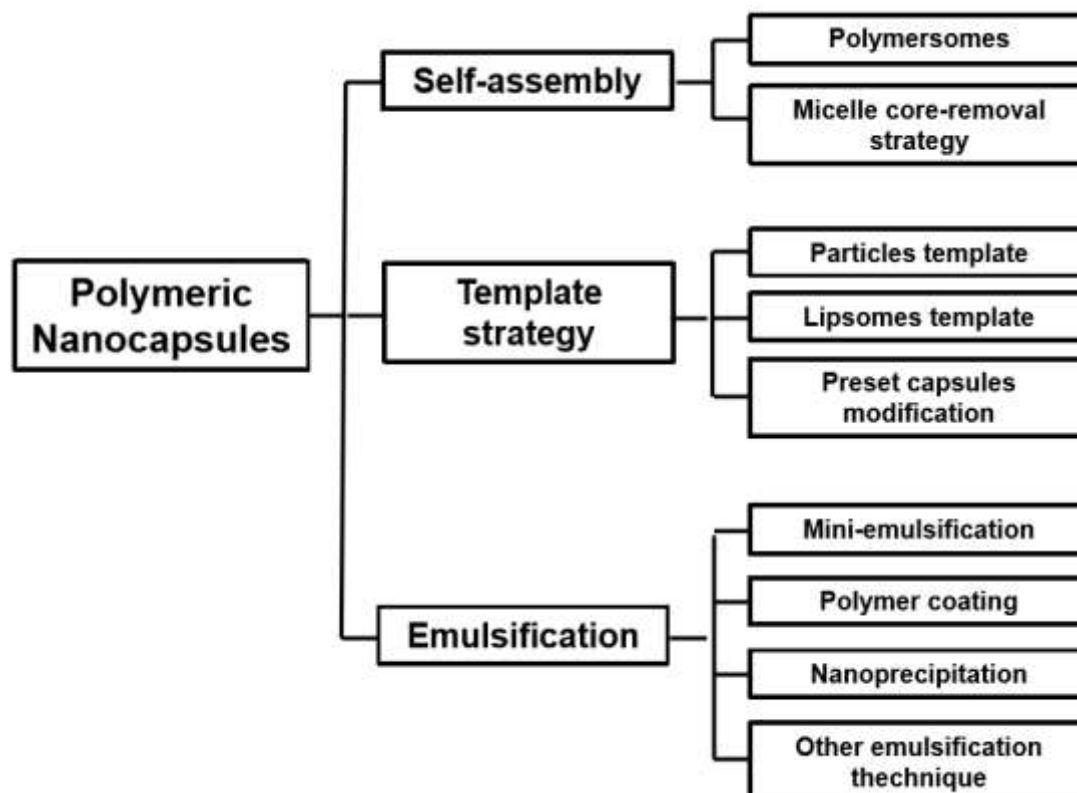 Polymeric
Nanocapsules
Self-assembly
Polymersomes
Micelle core-removal
strategy
Template
strategy
Particles template
Lipsomes template
Preset capsules
modification
Emulsification
Mini-emulsification
Polymer coating
Nanoprecipitation
Other emulsification
thechnique